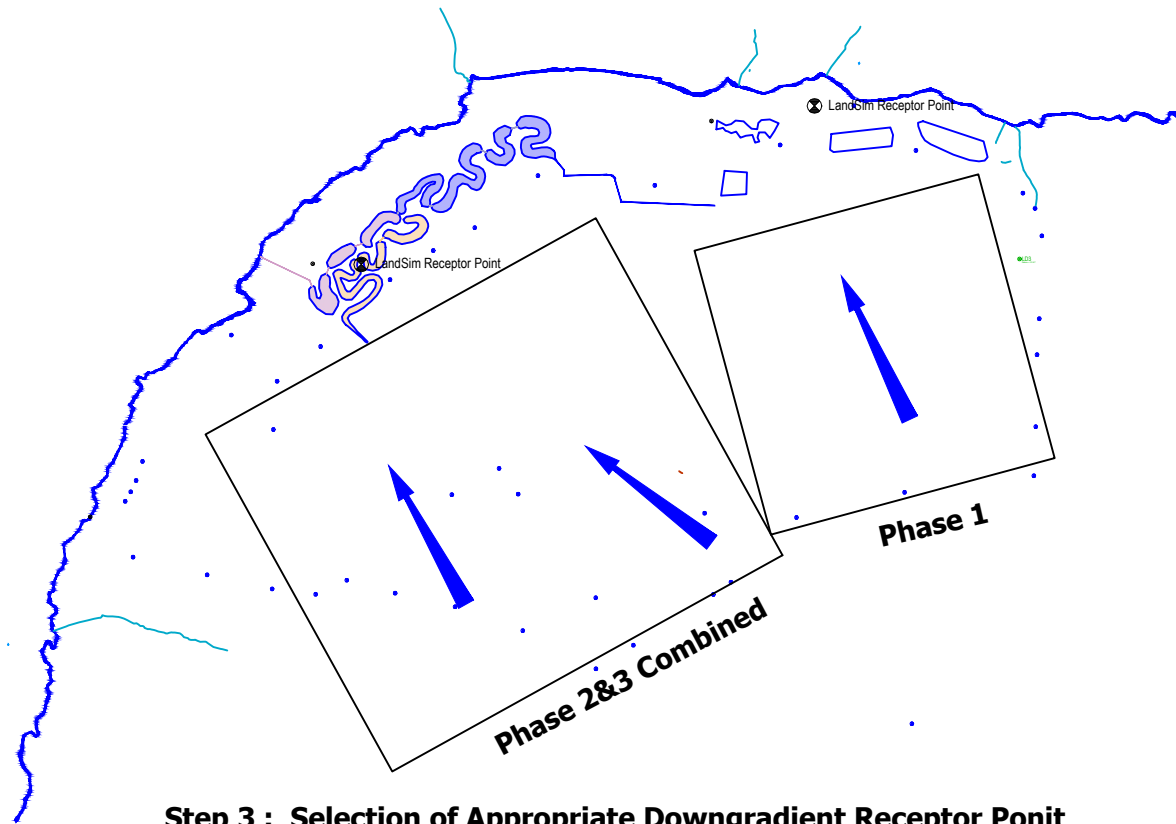 LandSim Receptor Point
LandSim Receptor Point
LDS
Phase 1
Phase 2&3 Combined
Step 3 : Selection of Appropriate Downgradient Receptor Ponit